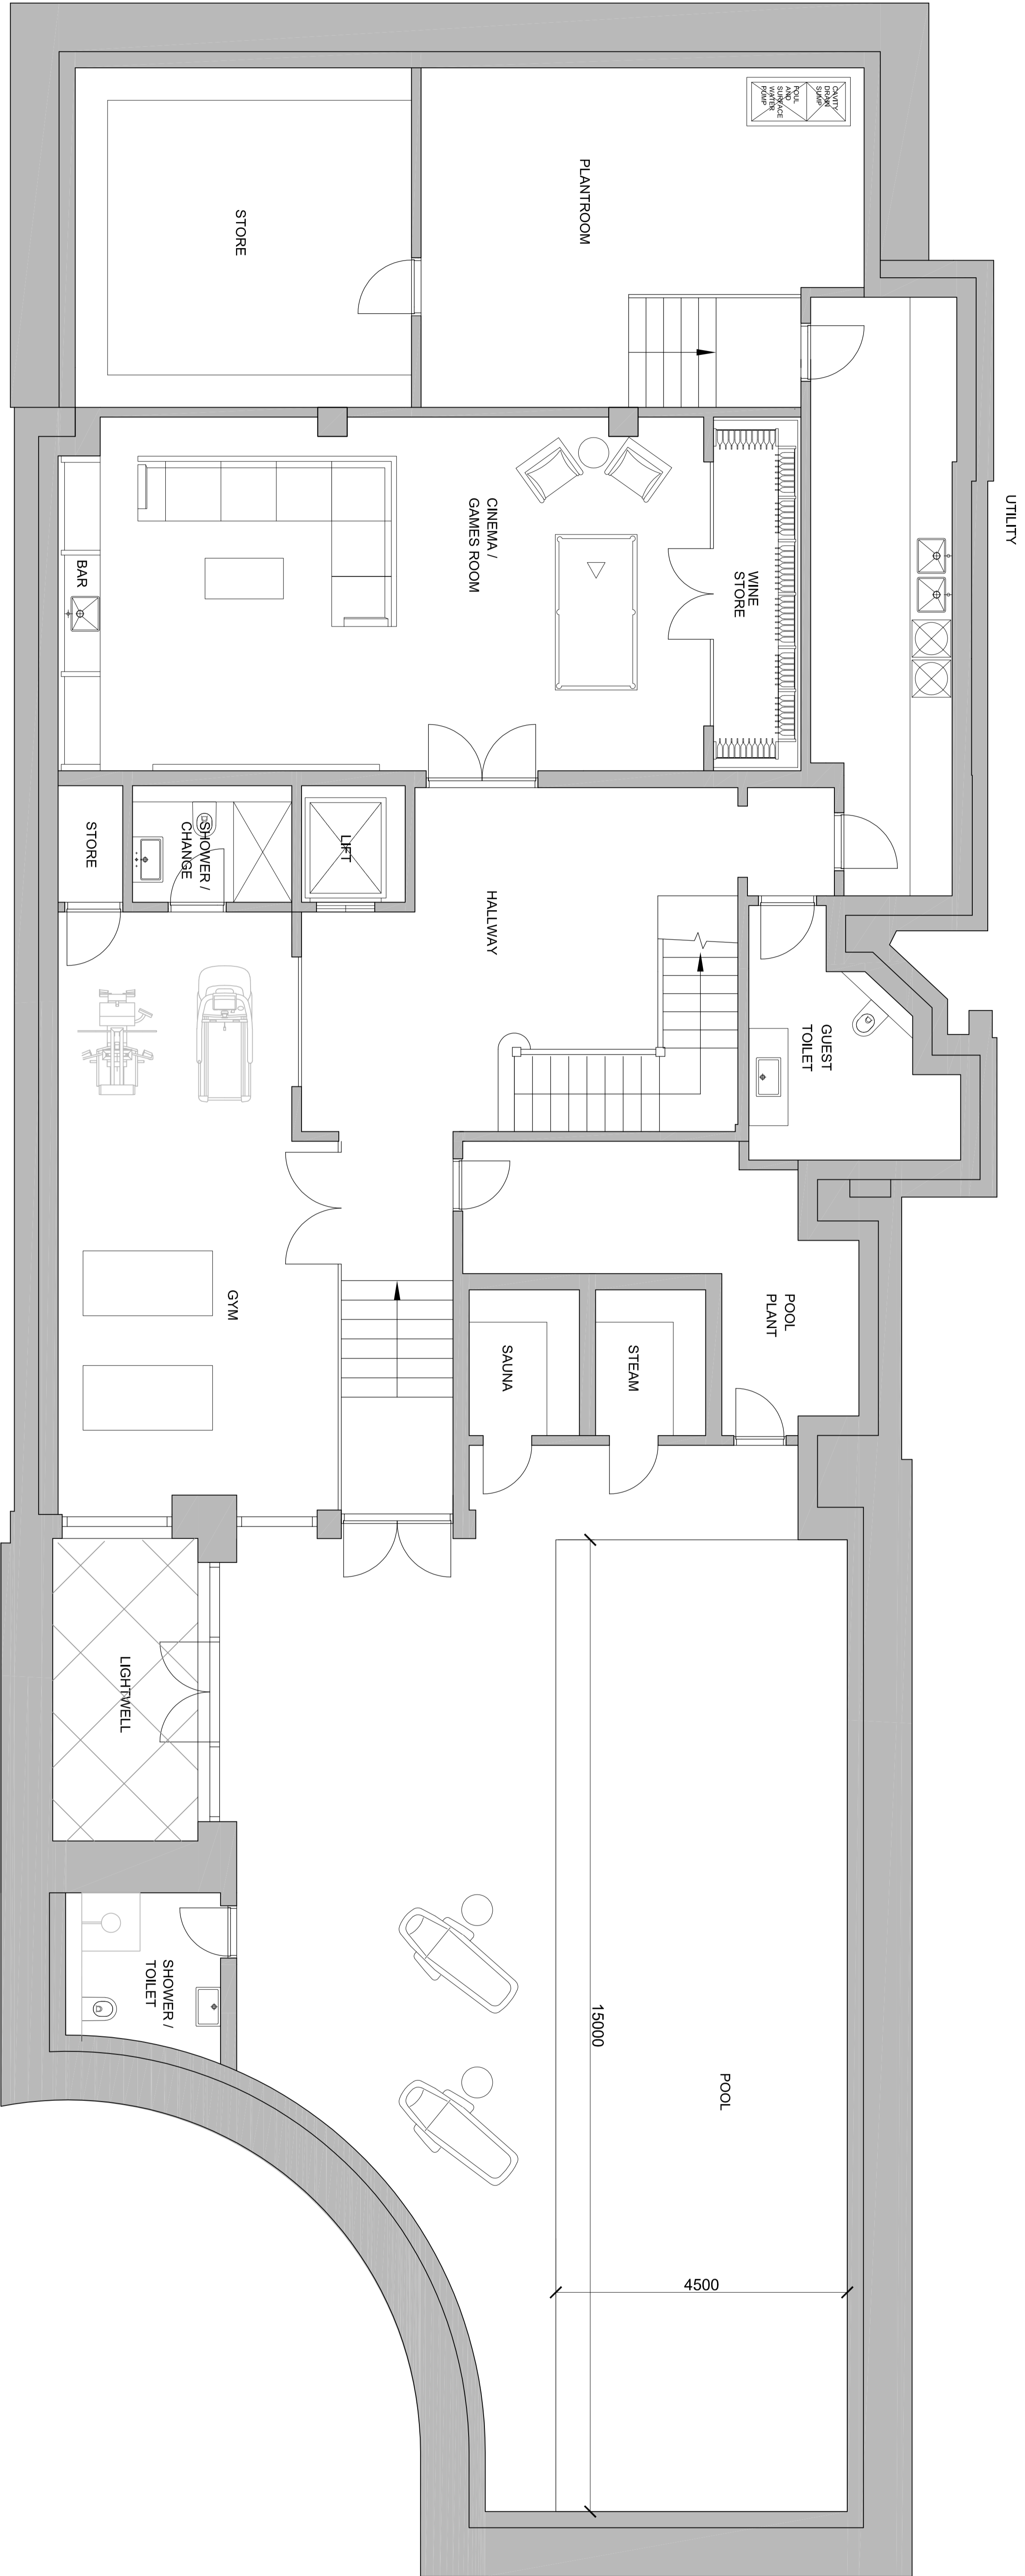 CAVITY
DRAIN
SUMP
FOUL
AND
SURFACE
WATER
PUMP
PLANTROOM
STORE
UTILITY
CINEMA /
GAMES ROOM
WINE
STORE
BAR
STORE
SHOWER /
CHANGE
LIFT
HALLWAY
GUEST
TOILET
GYM
POOL
PLANT
SAUNA
STEAM
LIGHTWELL
SHOWER /
TOILET
15000
POOL
4500